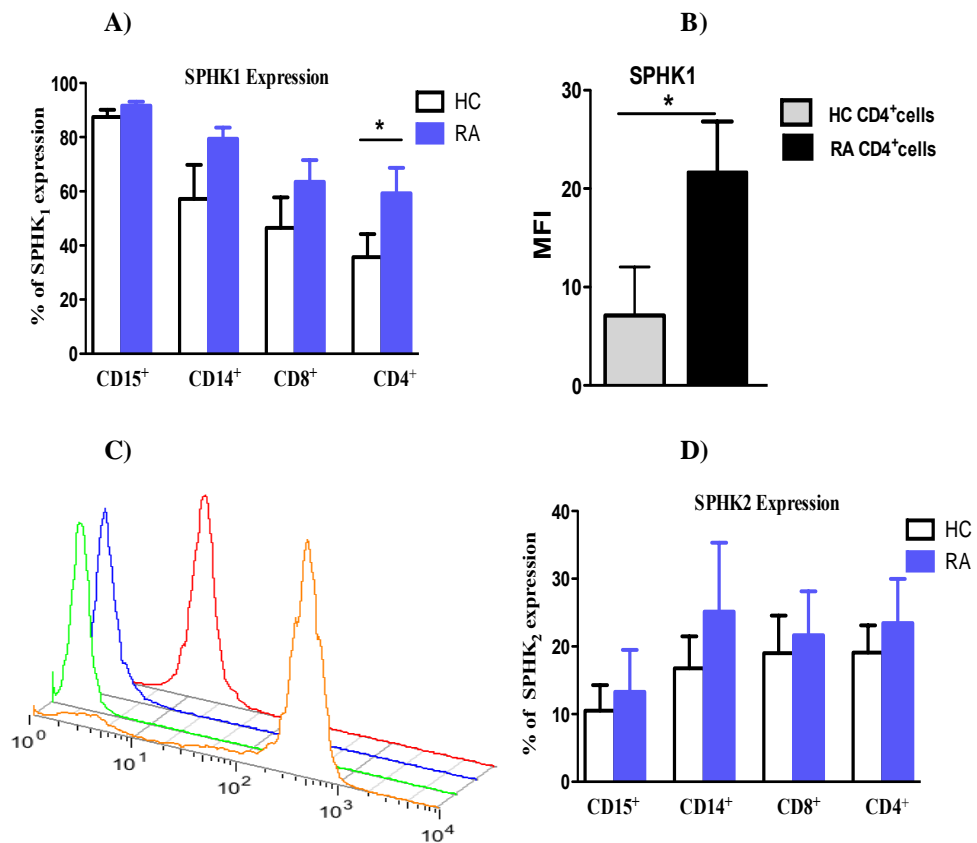 A)
SPHK1 Expression
% of SPHK₁ expression
100
80
60
40
20
0
*
HC
RA
CD15⁺
CD14⁺
CD8⁺
CD4⁺
B)
SPHK1
MFI
30
20
10
0
*
HC CD4⁺cells
RA CD4⁺cells
C)
10⁰
10¹
10²
10³
10⁴
D)
SPHK2 Expression
% of SPHK₂ expression
40
30
20
10
0
HC
RA
CD15⁺
CD14⁺
CD8⁺
CD4⁺